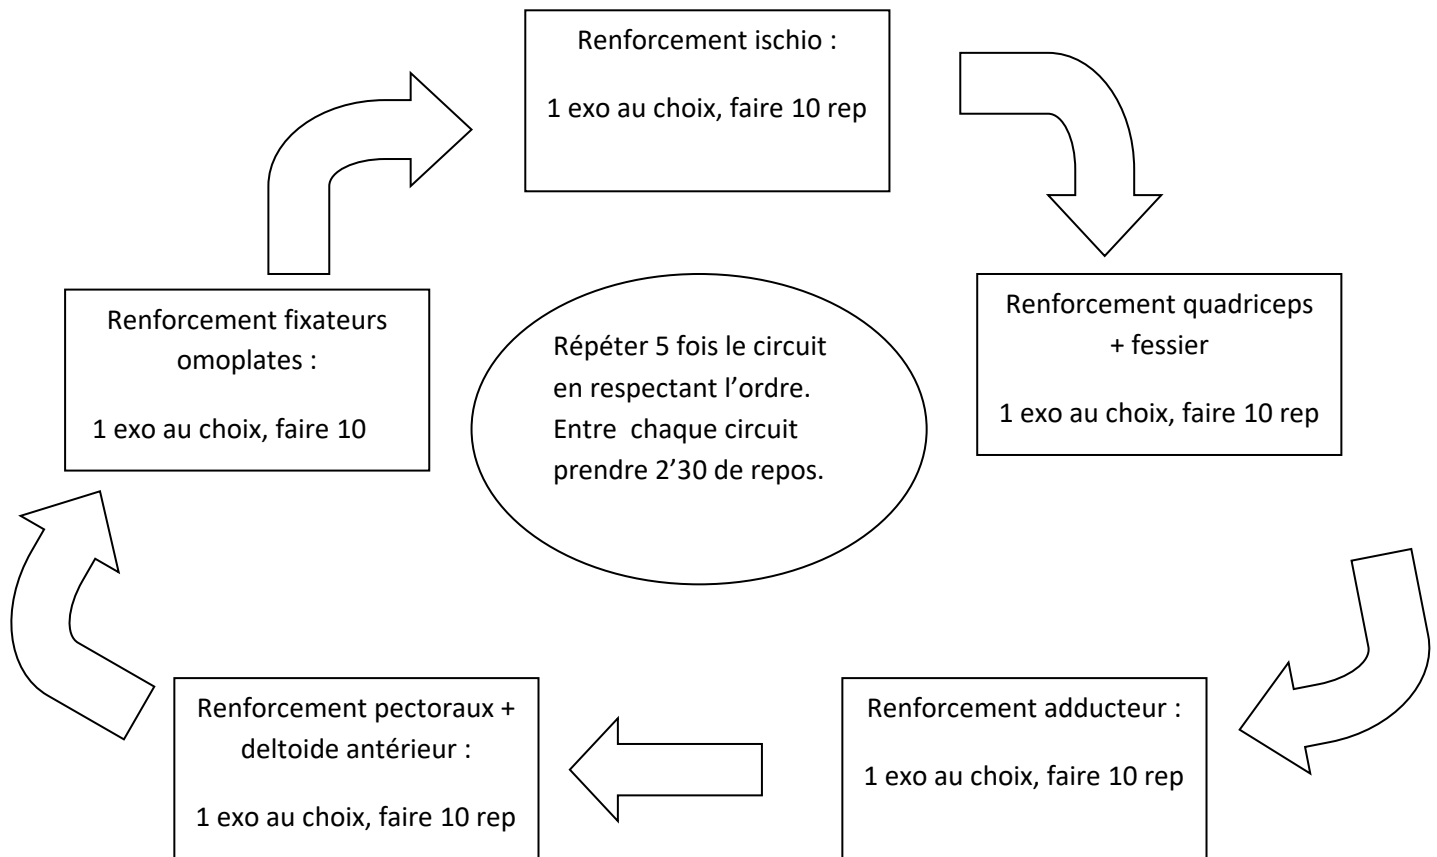 Renforcement ischio :
1 exo au choix, faire 10 rep
Renforcement quadriceps
+ fessier
1 exo au choix, faire 10 rep
Renforcement adducteur :
1 exo au choix, faire 10 rep
Renforcement pectoraux +
deltoide antérieur :
1 exo au choix, faire 10 rep
Renforcement fixateurs
omoplates :
1 exo au choix, faire 10
Répéter 5 fois le circuit
en respectant l’ordre.
Entre  chaque circuit
prendre 2’30 de repos.